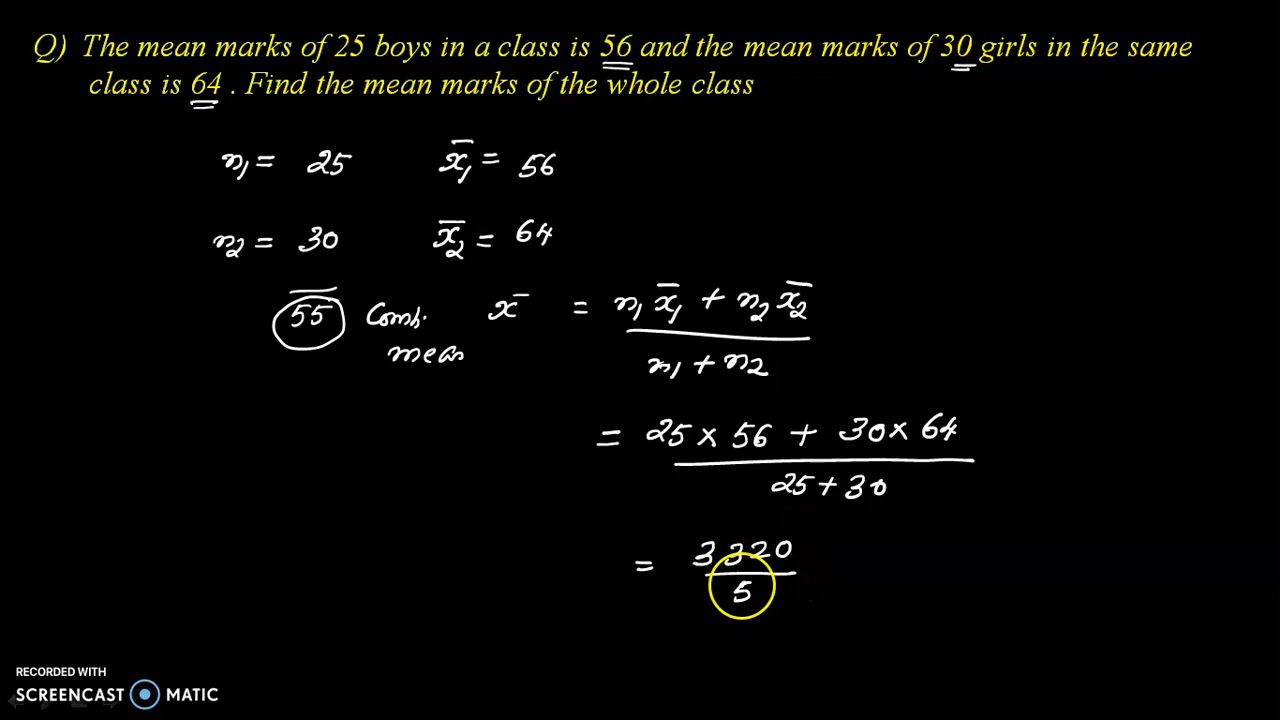 Q) The mean marks of 25 boys in a class is 56 and the mean marks of 30 girls in the same
class is 64 . Find the mean marks of the whole class
n₁ = 25 x̄₁ = 56
n₂ = 30 x̄₂ = 64
55 Comb. x̄ = n₁ x̄₁ + n₂ x̄₂
mean n₁ + n₂
= 25 × 56 + 30 × 64
25 + 30
= 3320
5
RECORDED WITH
SCREENCAST MATIC